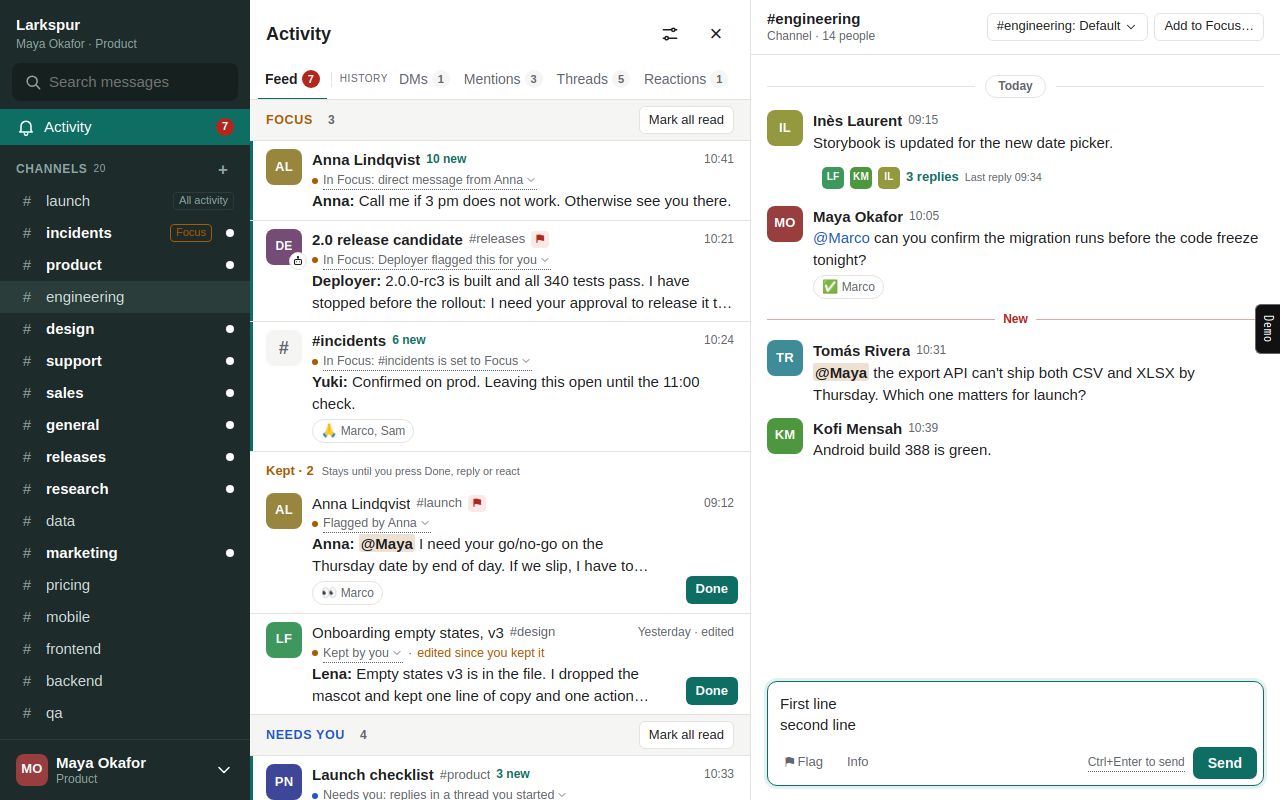 Larkspur
Maya Okafor · Product
Search messages
Activity 7
CHANNELS 20 +
# launch All activity
# incidents Focus
# product
# engineering
# design
# support
# sales
# general
# releases
# research
# data
# marketing
# pricing
# mobile
# frontend
# backend
# qa
MO Maya Okafor
Product
Activity
Feed 7 HISTORY DMs 1 Mentions 3 Threads 5 Reactions 1
FOCUS 3 Mark all read
AL Anna Lindqvist 10 new 10:41
In Focus: direct message from Anna
Anna: Call me if 3 pm does not work. Otherwise see you there.
DE 2.0 release candidate #releases 10:21
In Focus: Deployer flagged this for you
Deployer: 2.0.0-rc3 is built and all 340 tests pass. I have
stopped before the rollout: I need your approval to release it t…
# #incidents 6 new 10:24
In Focus: #incidents is set to Focus
Yuki: Confirmed on prod. Leaving this open until the 11:00
check.
🙏 Marco, Sam
Kept · 2 Stays until you press Done, reply or react
AL Anna Lindqvist #launch 09:12
Flagged by Anna
Anna: @Maya I need your go/no-go on the
Thursday date by end of day. If we slip, I have to…
👀 Marco
Done
LF Onboarding empty states, v3 #design Yesterday · edited
Kept by you · edited since you kept it
Lena: Empty states v3 is in the file. I dropped the
mascot and kept one line of copy and one action…
Done
NEEDS YOU 4 Mark all read
PN Launch checklist #product 3 new 10:33
Needs you: replies in a thread you started
#engineering
Channel · 14 people
#engineering: Default
Add to Focus…
Today
IL Inès Laurent 09:15
Storybook is updated for the new date picker.
LF KM IL 3 replies Last reply 09:34
MO Maya Okafor 10:05
@Marco can you confirm the migration runs before the code freeze
tonight?
✅ Marco
New
TR Tomás Rivera 10:31
@Maya the export API can't ship both CSV and XLSX by
Thursday. Which one matters for launch?
KM Kofi Mensah 10:39
Android build 388 is green.
Demo
First line
second line
Flag Info Ctrl+Enter to send Send